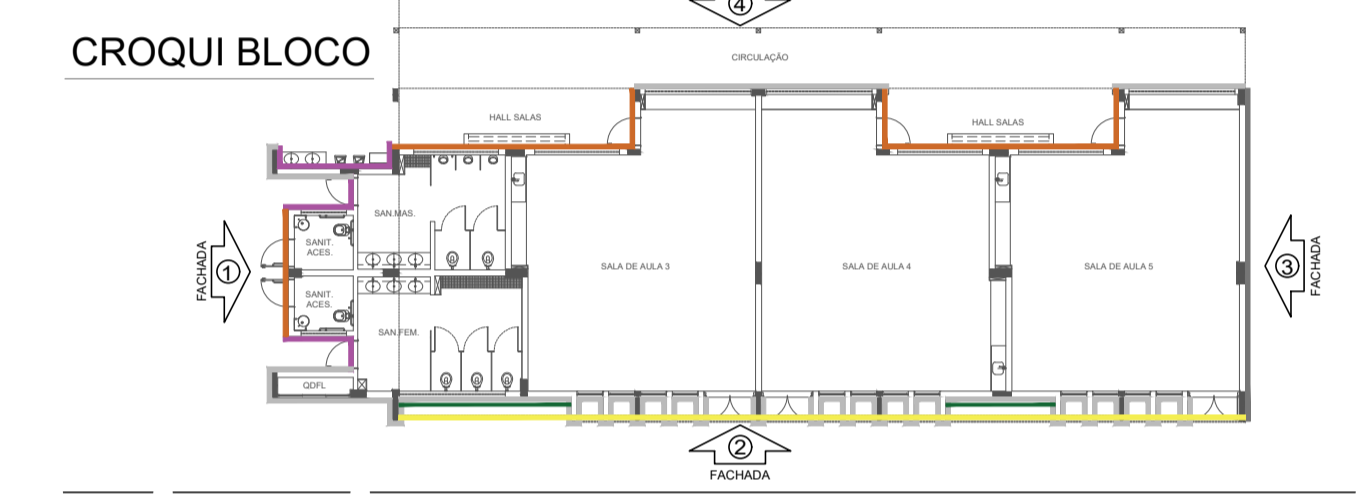 4
CROQUI BLOCO
CIRCULAÇÃO
HALL SALAS
HALL SALAS
SAN.MAS.
SANIT.
ACES.
FACHADA
1
SALA DE AULA 3
SALA DE AULA 4
SALA DE AULA 5
3
FACHADA
SANIT.
ACES.
SAN.FEM.
QDFL
2
FACHADA